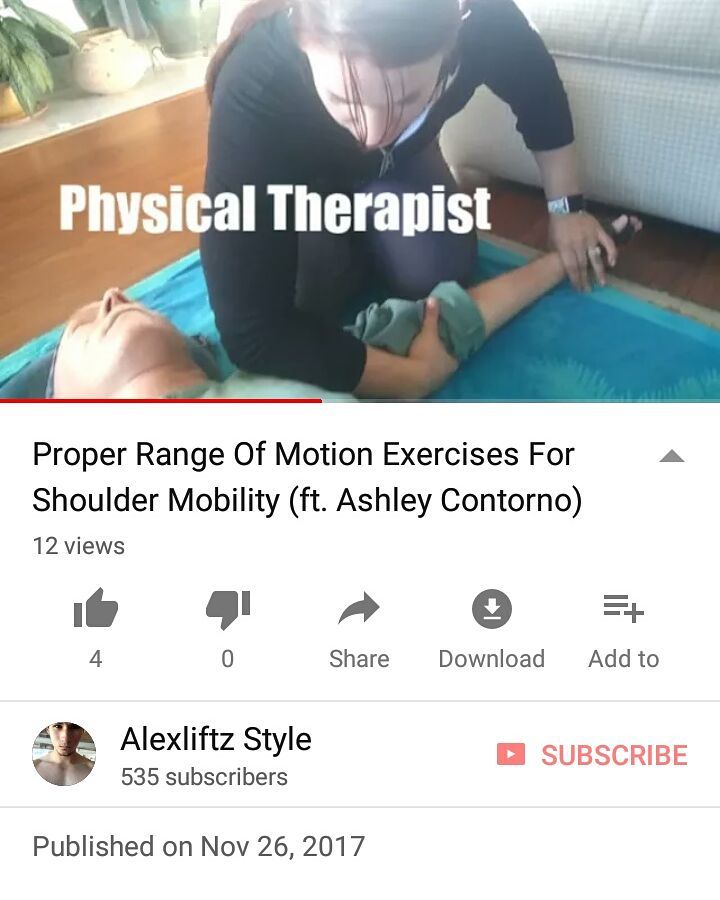 Physical Therapist
Proper Range Of Motion Exercises For
Shoulder Mobility (ft. Ashley Contorno)
12 views
4
0
Share
Download
Add to
Alexliftz Style
535 subscribers
SUBSCRIBE
Published on Nov 26, 2017